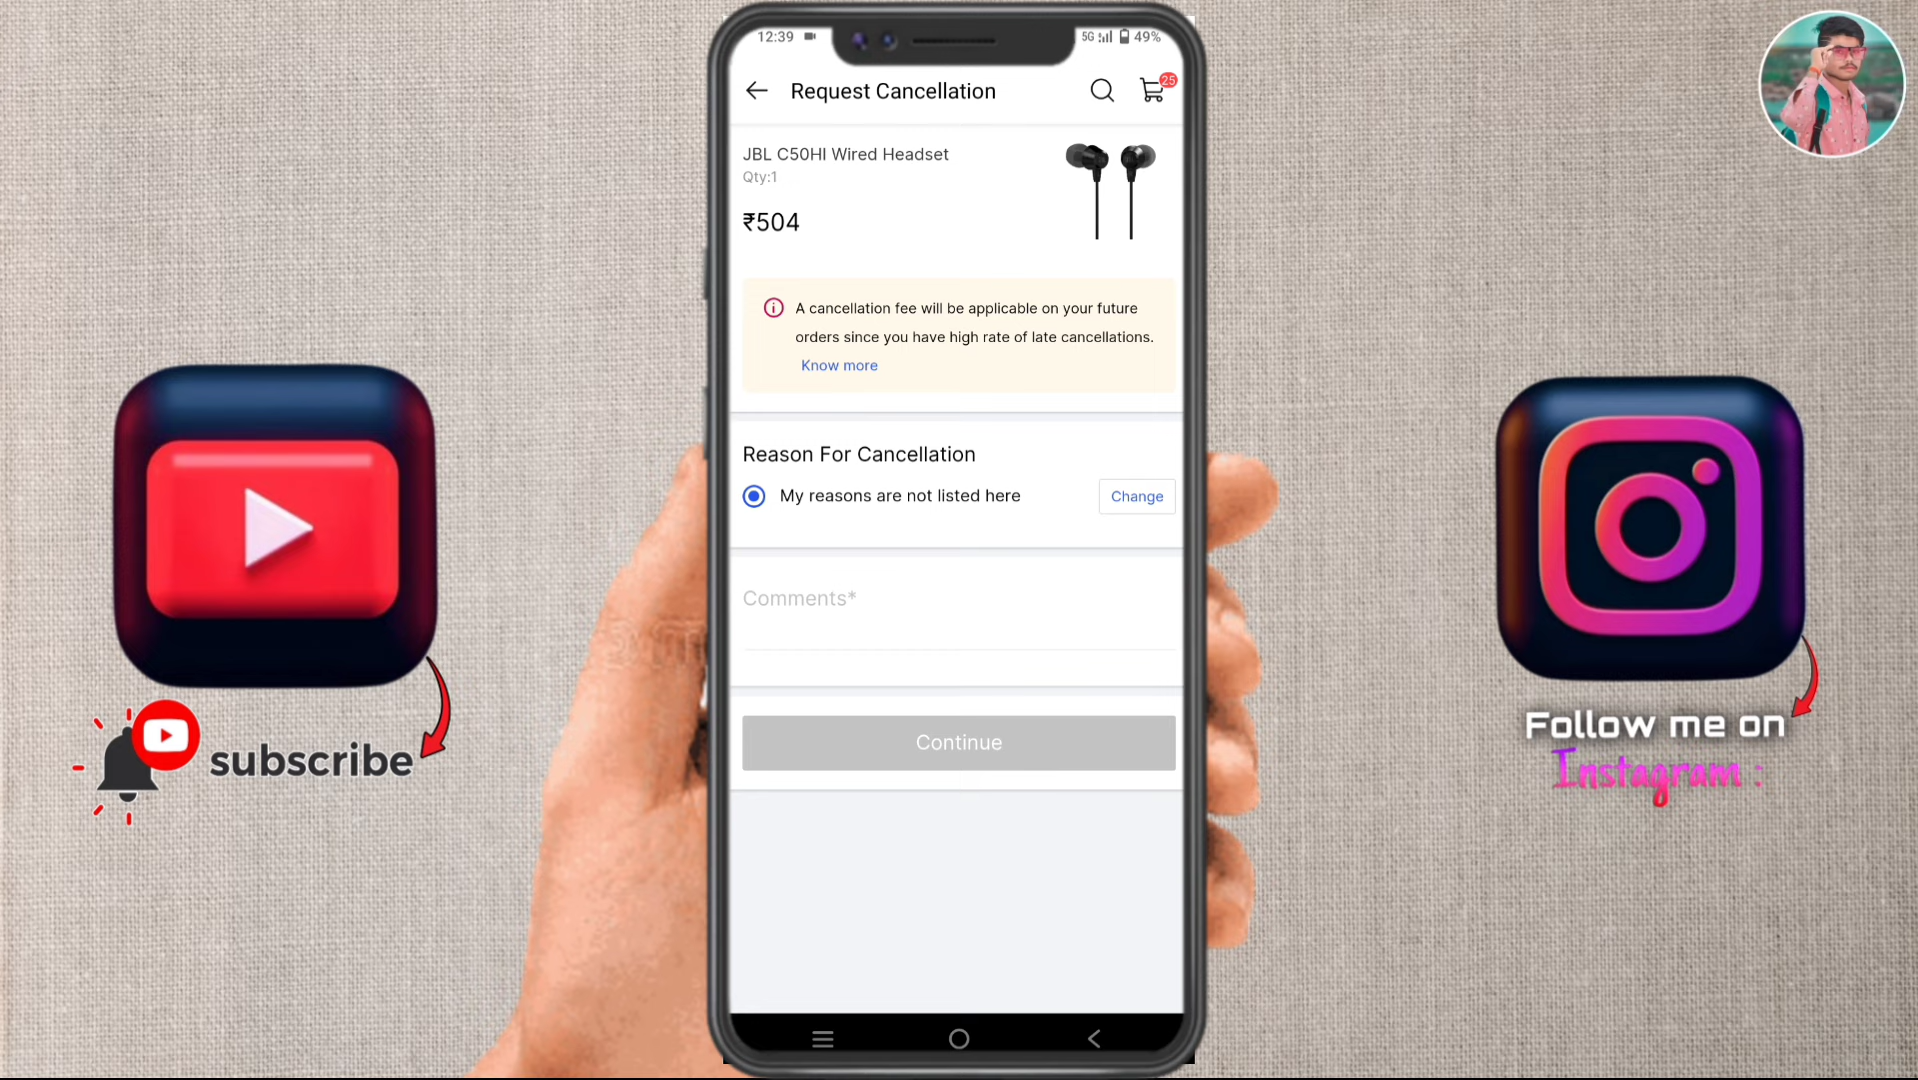 12:39
5G 49%
Request Cancellation
25
JBL C50HI Wired Headset
Qty:1
₹504
A cancellation fee will be applicable on your future
orders since you have high rate of late cancellations.
Know more
Reason For Cancellation
My reasons are not listed here
Change
Comments*
Continue
subscribe
Follow me on
Instagram :